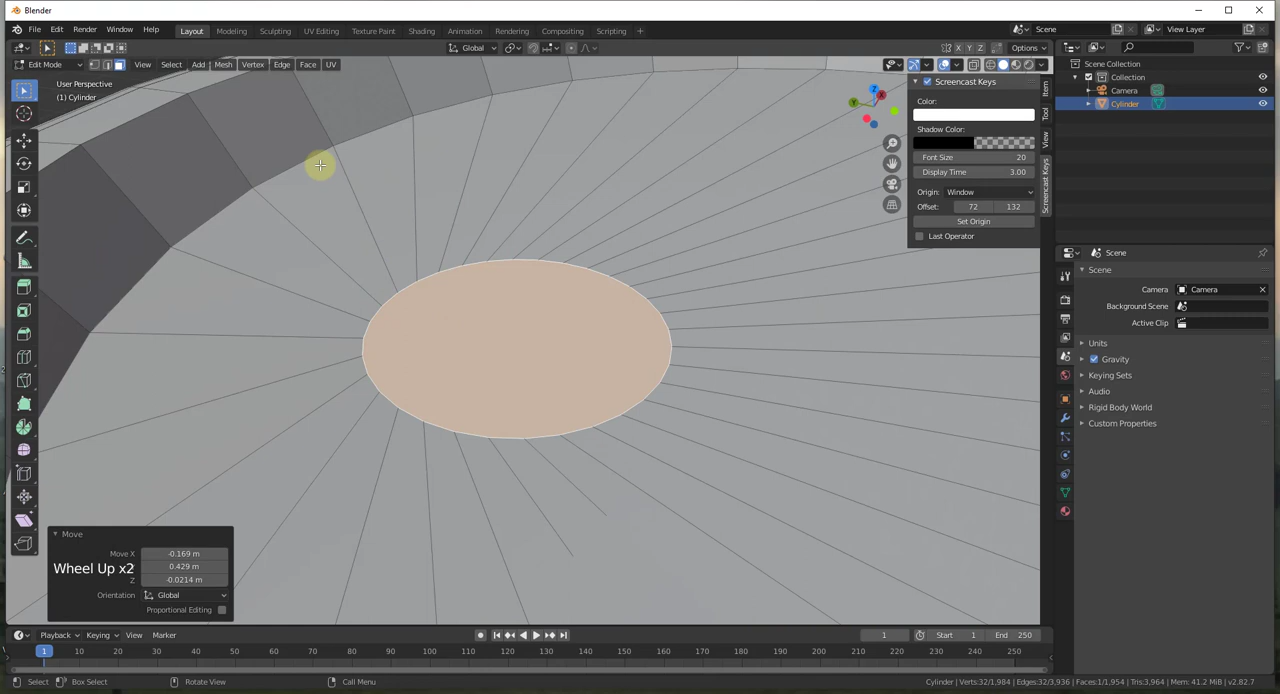 Blender
File Edit Render Window Help Layout Modeling Sculpting UV Editing Texture Paint Shading Animation Rendering Compositing Scripting + Scene View Layer
Global X Y Z Options
Edit Mode View Select Add Mesh Vertex Edge Face UV
User Perspective
(1) Cylinder
Z
X
Y
Screencast Keys
Color:
Shadow Color:
Font Size 20
Display Time 3.00
Origin: Window
Offset: 72 132
Set Origin
Last Operator
Item
Tool
View
Screencast Keys
Scene Collection
Collection
Camera
Cylinder
Scene
Scene
Camera Camera
Background Scene
Active Clip
Units
Gravity
Keying Sets
Audio
Rigid Body World
Custom Properties
Move
Move X -0.169 m
0.429 m
Z -0.0214 m
Wheel Up x2
Orientation Global
Proportional Editing
Playback Keying View Marker 1 Start 1 End 250
1 10 20 30 40 50 60 70 80 90 100 110 120 130 140 150 160 170 180 190 200 210 220 230 240 250
Select Box Select Rotate View Call Menu Cylinder | Verts:32/1,984 | Edges:32/3,936 | Faces:1/1,954 | Tris:3,964 | Mem: 41.2 MiB | v2.82.7